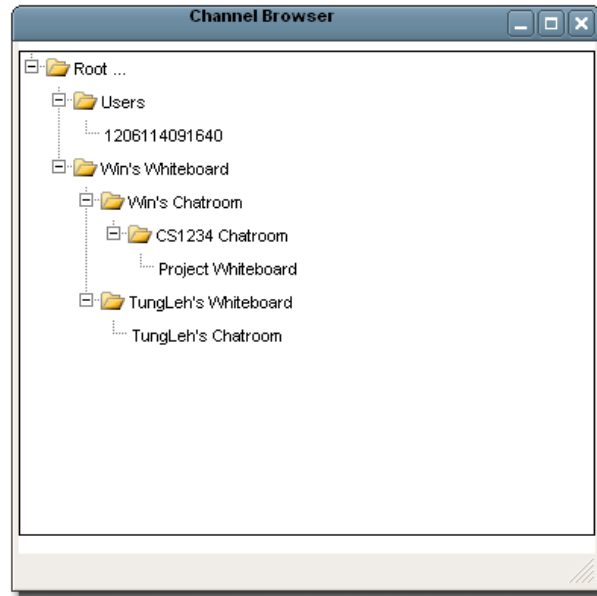 Channel Browser
Root ...
Users
1206114091640
Win's Whiteboard
Win's Chatroom
CS1234 Chatroom
Project Whiteboard
TungLeh's Whiteboard
TungLeh's Chatroom